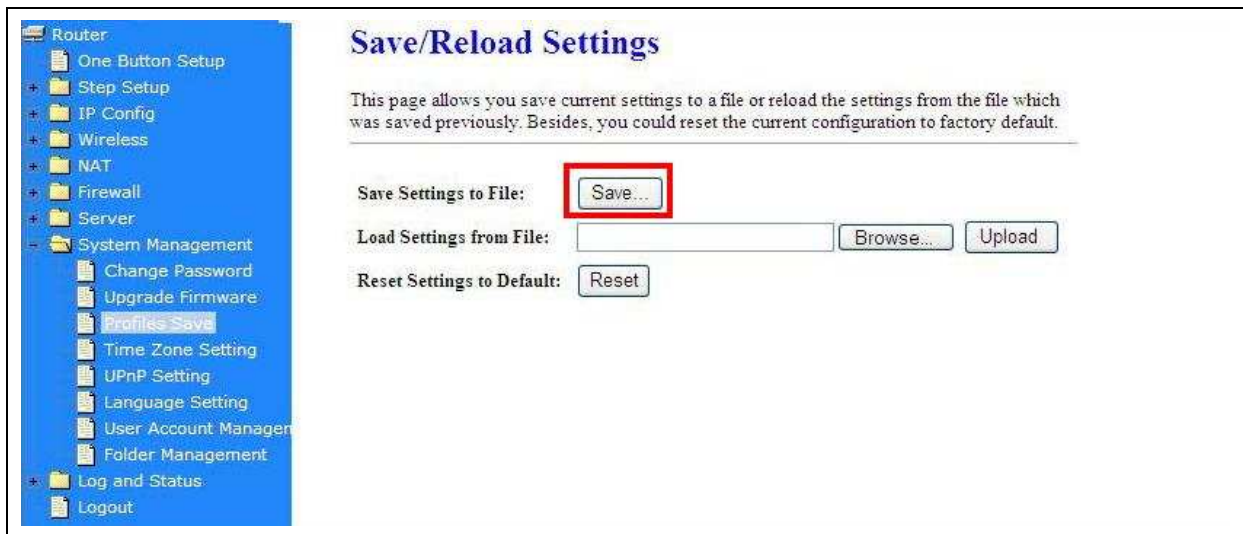 Router
One Button Setup
Step Setup
IP Config
Wireless
NAT
Firewall
Server
System Management
Change Password
Upgrade Firmware
Profiles Save
Time Zone Setting
UPnP Setting
Language Setting
User Account Managen
Folder Management
Log and Status
Logout
Save/Reload Settings
This page allows you save current settings to a file or reload the settings from the file which
was saved previously. Besides, you could reset the current configuration to factory default.
Save Settings to File: Save...
Load Settings from File: Browse... Upload
Reset Settings to Default: Reset